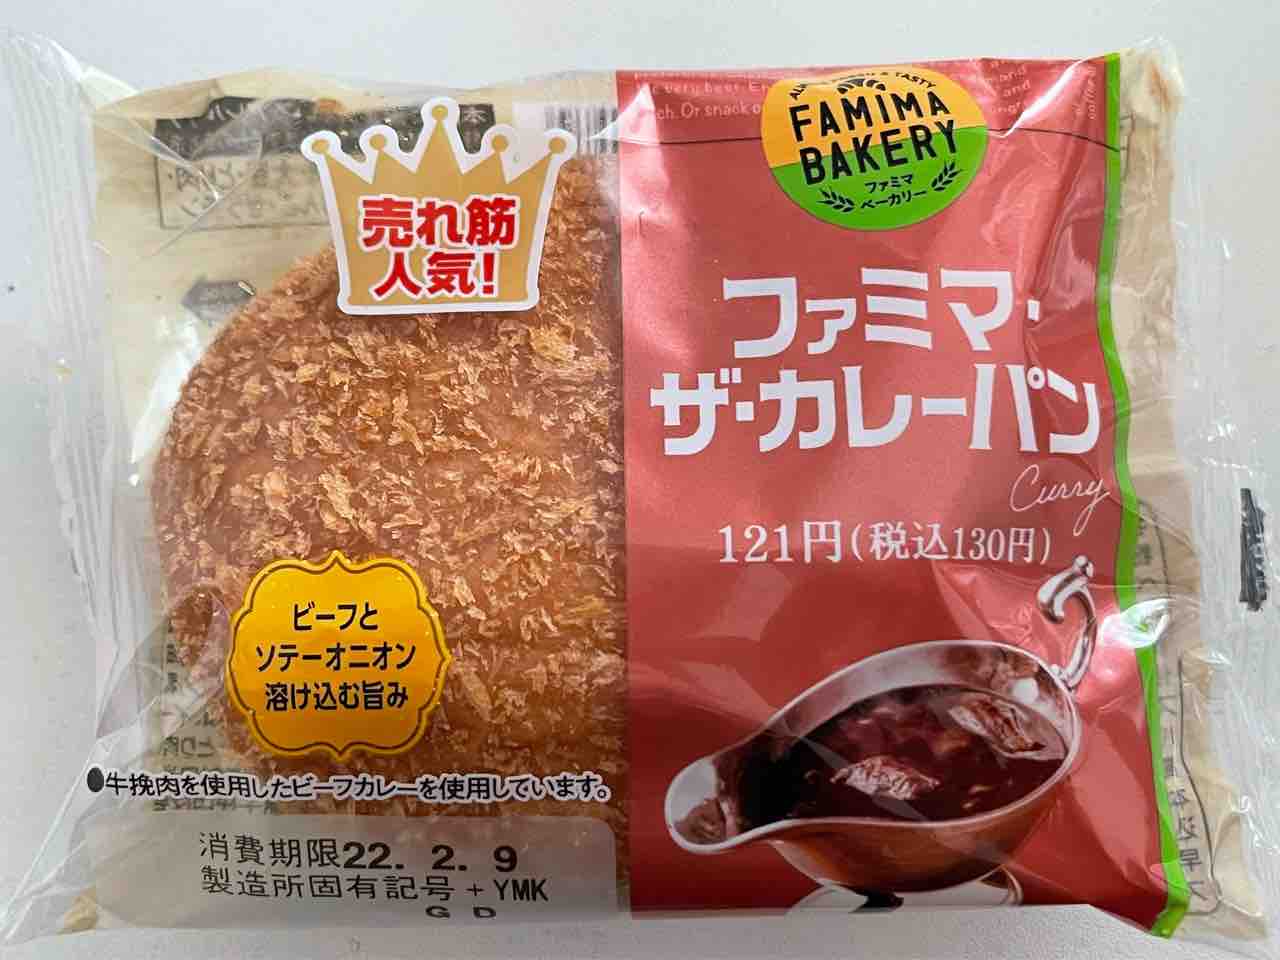 売れ筋
人気!
FAMIMA
BAKERY
ファミマ
ベーカリー
ファミマ・
ザ・カレーパン
Curry
121円(税込130円)
ビーフと
ソテーオニオン
溶け込む旨み
●牛挽肉を使用したビーフカレーを使用しています。
消費期限22. 2. 9
製造所固有記号+YMK
G D